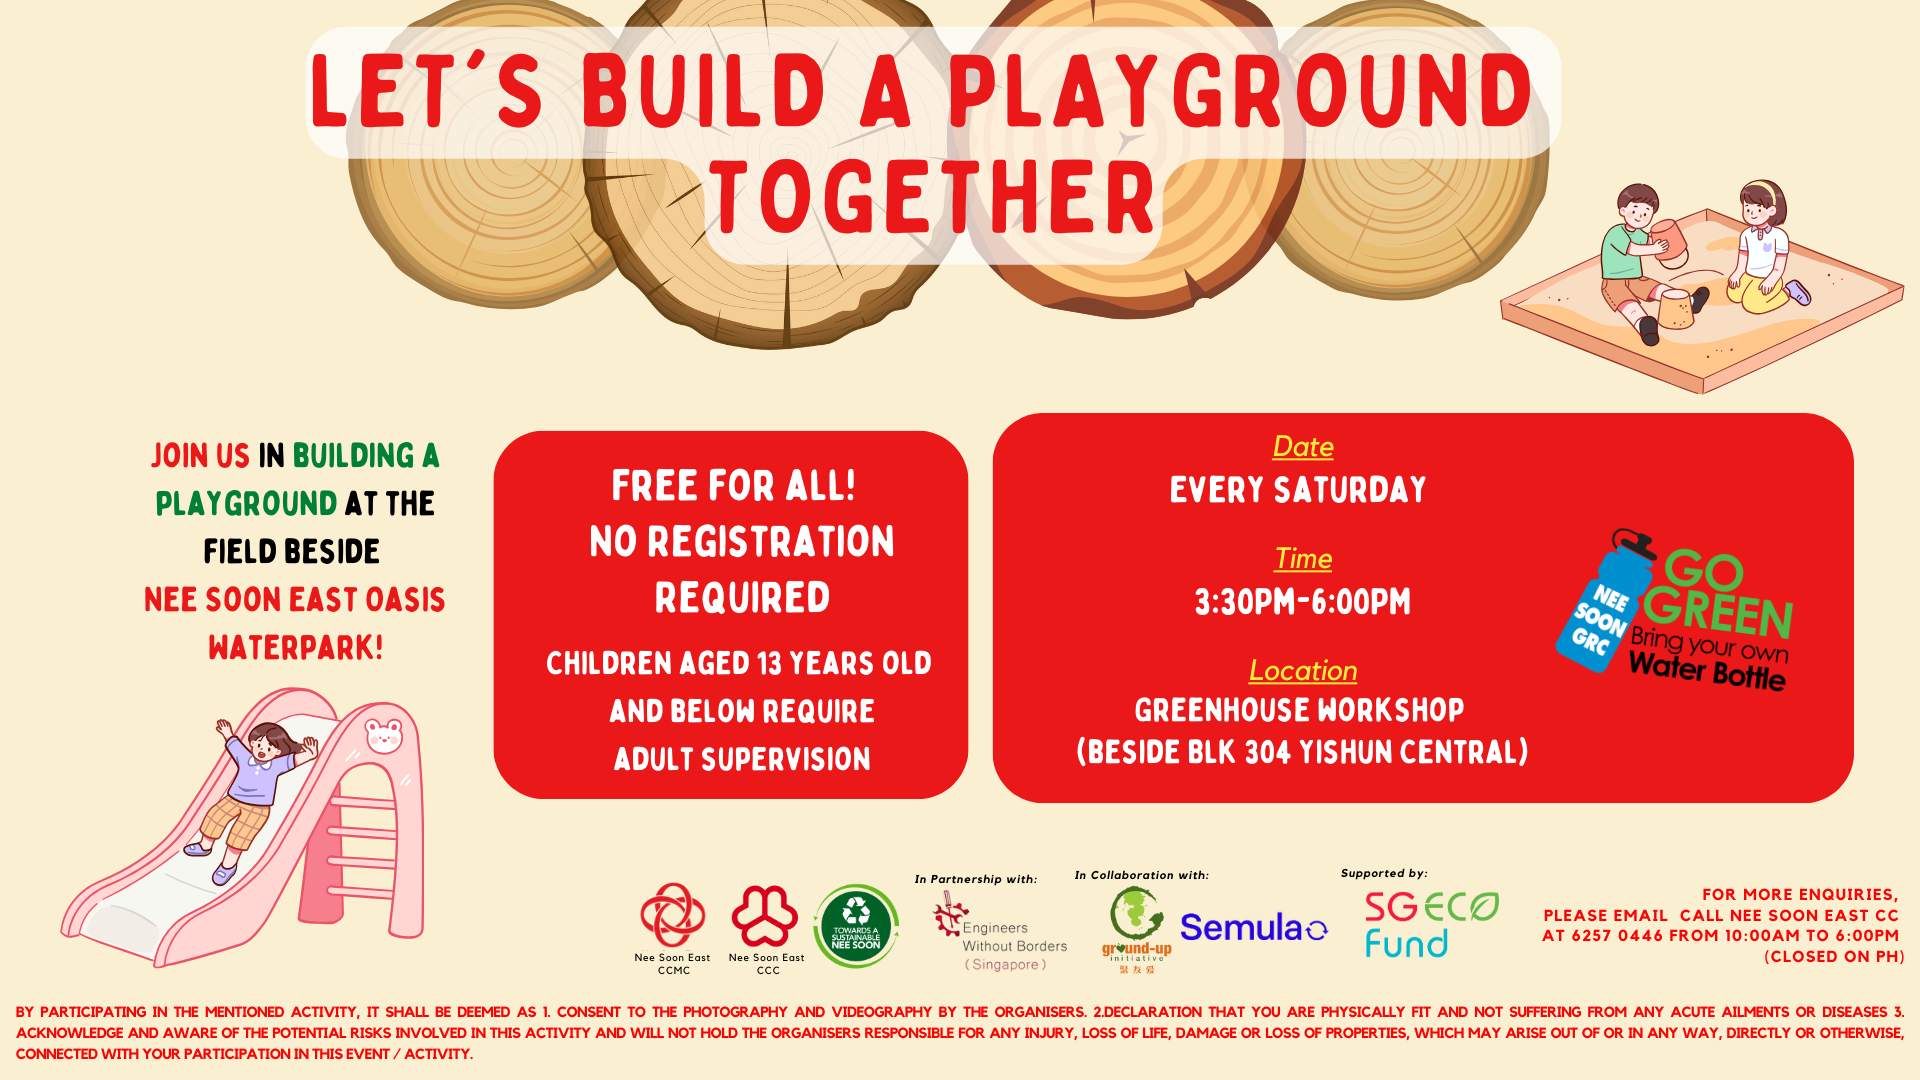 LET'S BUILD A PLAYGROUND
TOGETHER
JOIN US IN BUILDING A
PLAYGROUND AT THE
FIELD BESIDE
NEE SOON EAST OASIS
WATERPARK!
FREE FOR ALL!
NO REGISTRATION
REQUIRED
CHILDREN AGED 13 YEARS OLD
AND BELOW REQUIRE
ADULT SUPERVISION
Date
EVERY SATURDAY
Time
3:30PM-6:00PM
Location
GREENHOUSE WORKSHOP
(BESIDE BLK 304 YISHUN CENTRAL)
NEE
SOON
GRC
GO
GREEN
Bring your own
Water Bottle
Nee Soon East
CCMC
Nee Soon East
CCC
TOWARDS A
SUSTAINABLE
NEE SOON
In Partnership with:
Engineers
Without Borders
(Singapore)
In Collaboration with:
ground-up
initiative
聚友爱
Semula
Supported by:
SGECO
Fund
FOR MORE ENQUIRIES,
PLEASE EMAIL CALL NEE SOON EAST CC
AT 6257 0446 FROM 10:00AM TO 6:00PM
(CLOSED ON PH)
BY PARTICIPATING IN THE MENTIONED ACTIVITY, IT SHALL BE DEEMED AS 1. CONSENT TO THE PHOTOGRAPHY AND VIDEOGRAPHY BY THE ORGANISERS. 2.DECLARATION THAT YOU ARE PHYSICALLY FIT AND NOT SUFFERING FROM ANY ACUTE AILMENTS OR DISEASES 3.
ACKNOWLEDGE AND AWARE OF THE POTENTIAL RISKS INVOLVED IN THIS ACTIVITY AND WILL NOT HOLD THE ORGANISERS RESPONSIBLE FOR ANY INJURY, LOSS OF LIFE, DAMAGE OR LOSS OF PROPERTIES, WHICH MAY ARISE OUT OF OR IN ANY WAY, DIRECTLY OR OTHERWISE,
CONNECTED WITH YOUR PARTICIPATION IN THIS EVENT / ACTIVITY.